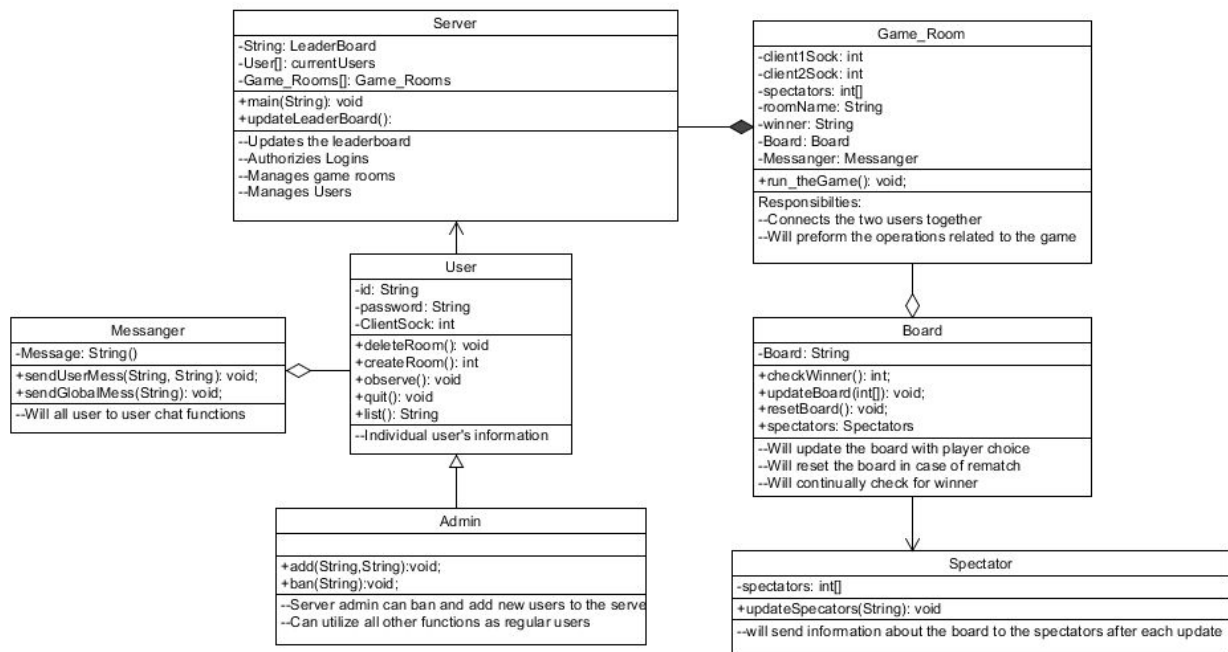 Server
-String: LeaderBoard
-User[]: currentUsers
-Game_Rooms[]: Game_Rooms
+main(String): void
+updateLeaderBoard():
--Updates the leaderboard
--Authorizies Logins
--Manages game rooms
--Manages Users
Game_Room
-client1Sock: int
-client2Sock: int
-spectators: int[]
-roomName: String
-winner: String
-Board: Board
-Messanger: Messanger
+run_theGame(): void;
Responsibilties:
--Connects the two users together
--Will preform the operations related to the game
User
-id: String
-password: String
-ClientSock: int
+deleteRoom(): void
+createRoom(): int
+observe(): void
+quit(): void
+list(): String
--Individual user's information
Messanger
-Message: String()
+sendUserMess(String, String): void;
+sendGlobalMess(String): void;
--Will all user to user chat functions
Board
-Board: String
+checkWinner(): int;
+updateBoard(int[]): void;
+resetBoard(): void;
+spectators: Spectators
--Will update the board with player choice
--Will reset the board in case of rematch
--Will continually check for winner
Admin
+add(String,String):void;
+ban(String):void;
--Server admin can ban and add new users to the serve
--Can utilize all other functions as regular users
Spectator
-spectators: int[]
+updateSpecators(String): void
--will send information about the board to the spectators after each update